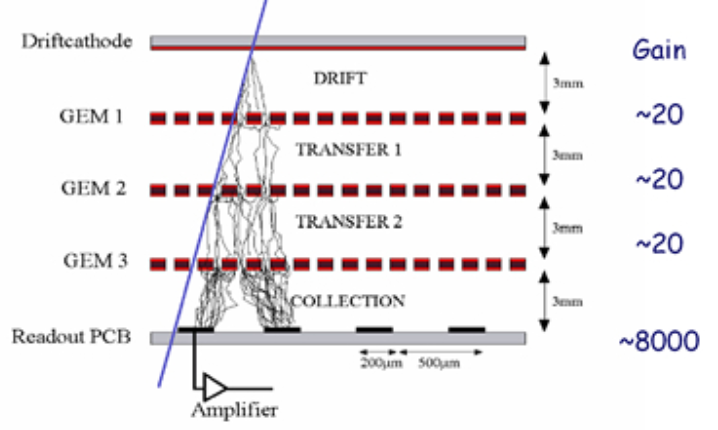 Driftcathode
Gain
DRIFT
3mm
GEM 1
~20
TRANSFER 1
3mm
GEM 2
~20
TRANSFER 2
3mm
~20
GEM 3
COLLECTION
3mm
Readout PCB
~8000
200µm
500µm
Amplifier